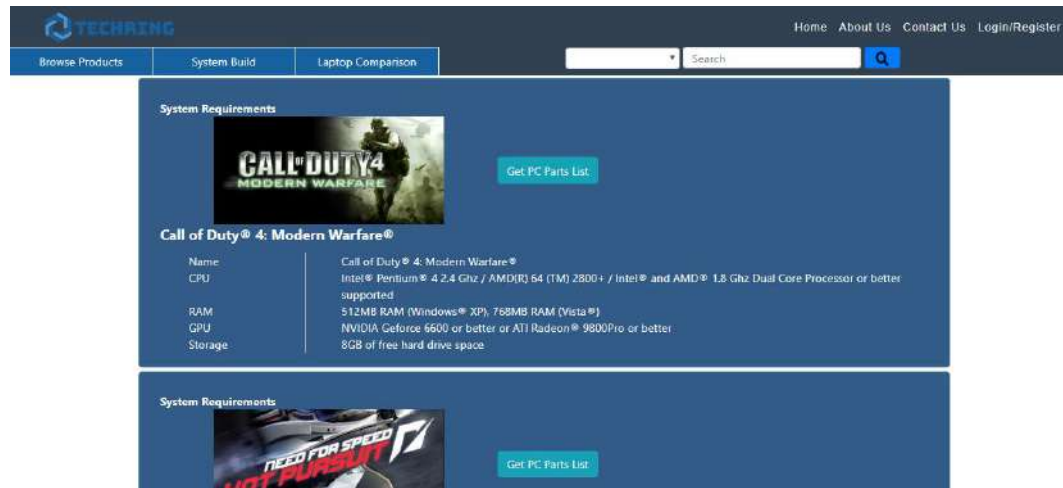 TECHRING
Home About Us Contact Us Login/Register
Browse Products System Build Laptop Comparison Search
System Requirements
CALL OF DUTY 4
MODERN WARFARE
Get PC Parts List
Call of Duty® 4: Modern Warfare®
Name Call of Duty® 4: Modern Warfare®
CPU Intel® Pentium® 4 2.4 Ghz / AMD(R) 64 (TM) 2800+ / Intel® and AMD® 1.8 Ghz Dual Core Processor or better
supported
RAM 512MB RAM (Windows® XP), 768MB RAM (Vista®)
GPU NVIDIA Geforce 6600 or better or ATI Radeon® 9800Pro or better
Storage 8GB of free hard drive space
System Requirements
NEED FOR SPEED
HOT PURSUIT
Get PC Parts List